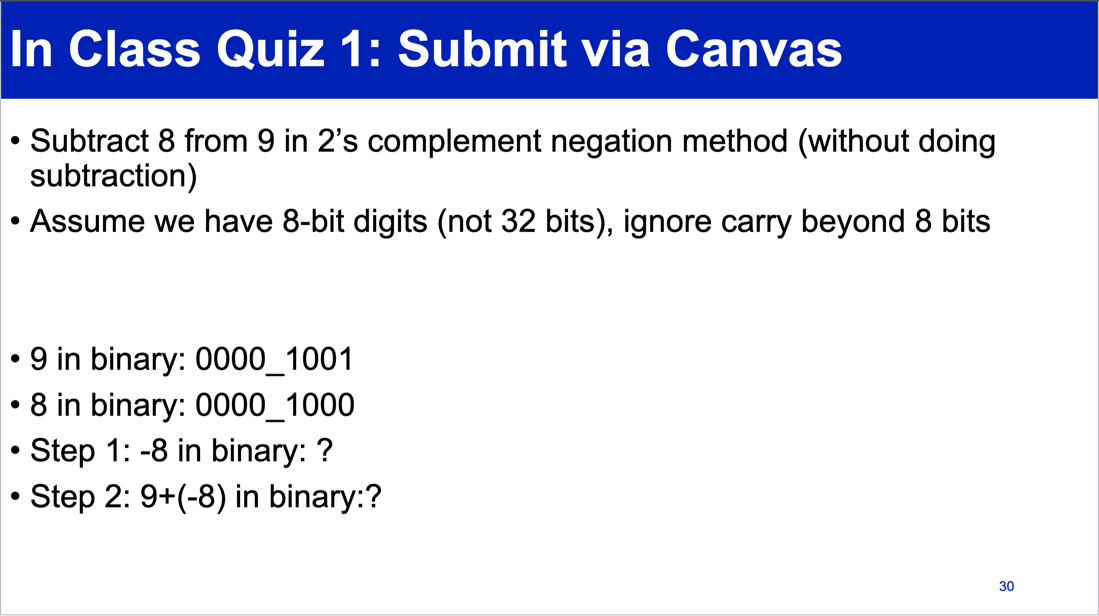 In Class Quiz 1: Submit via Canvas
• Subtract 8 from 9 in 2’s complement negation method (without doing
subtraction)
• Assume we have 8-bit digits (not 32 bits), ignore carry beyond 8 bits
• 9 in binary: 0000_1001
• 8 in binary: 0000_1000
• Step 1: -8 in binary: ?
• Step 2: 9+(-8) in binary:?
30